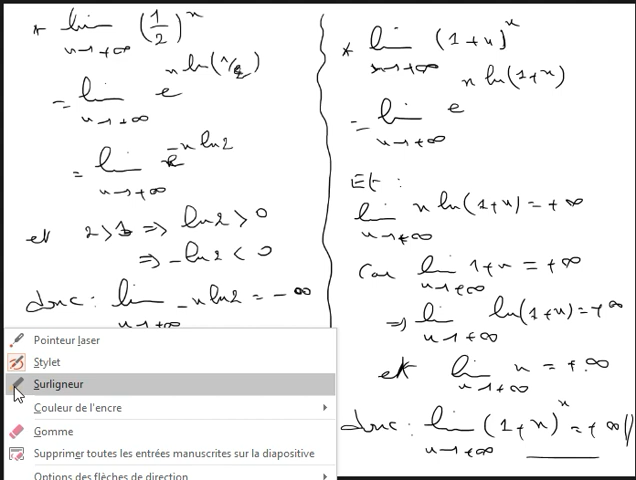 * lim (1/2)^x
x→+∞
= lim e^{x ln(1/2)}
x→+∞
= lim e^{-x ln2}
x→+∞
et 2>1 => ln2 > 0
=> -ln2 < 0
donc : lim -x ln2 = -∞
x→+∞
Pointeur laser
Stylet
Surligneur
Couleur de l'encre
Gomme
Supprimer toutes les entrées manuscrites sur la diapositive
Options des flèches de direction
* lim (1+x)^x
x→+∞
= lim e^{x ln(1+x)}
x→+∞
Et :
lim x ln(1+x) = +∞
x→+∞
Car lim 1+x = +∞
x→+∞
=> lim ln(1+x) = +∞
x→+∞
et lim x = +∞
x→+∞
donc : lim (1+x)^x = +∞
x→+∞